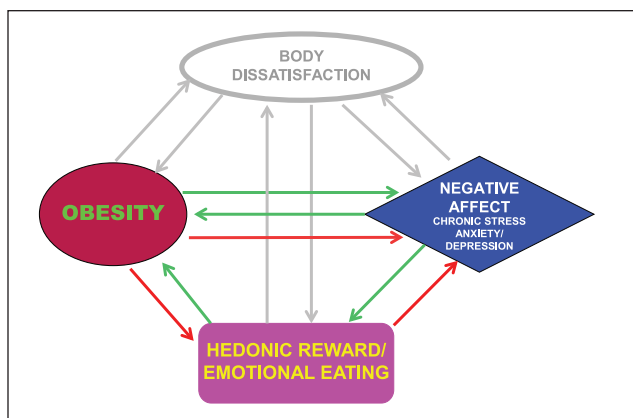 BODY
DISSATISFACTION
OBESITY
NEGATIVE
AFFECT
CHRONIC STRESS
ANXIETY/
DEPRESSION
HEDONIC REWARD/
EMOTIONAL EATING